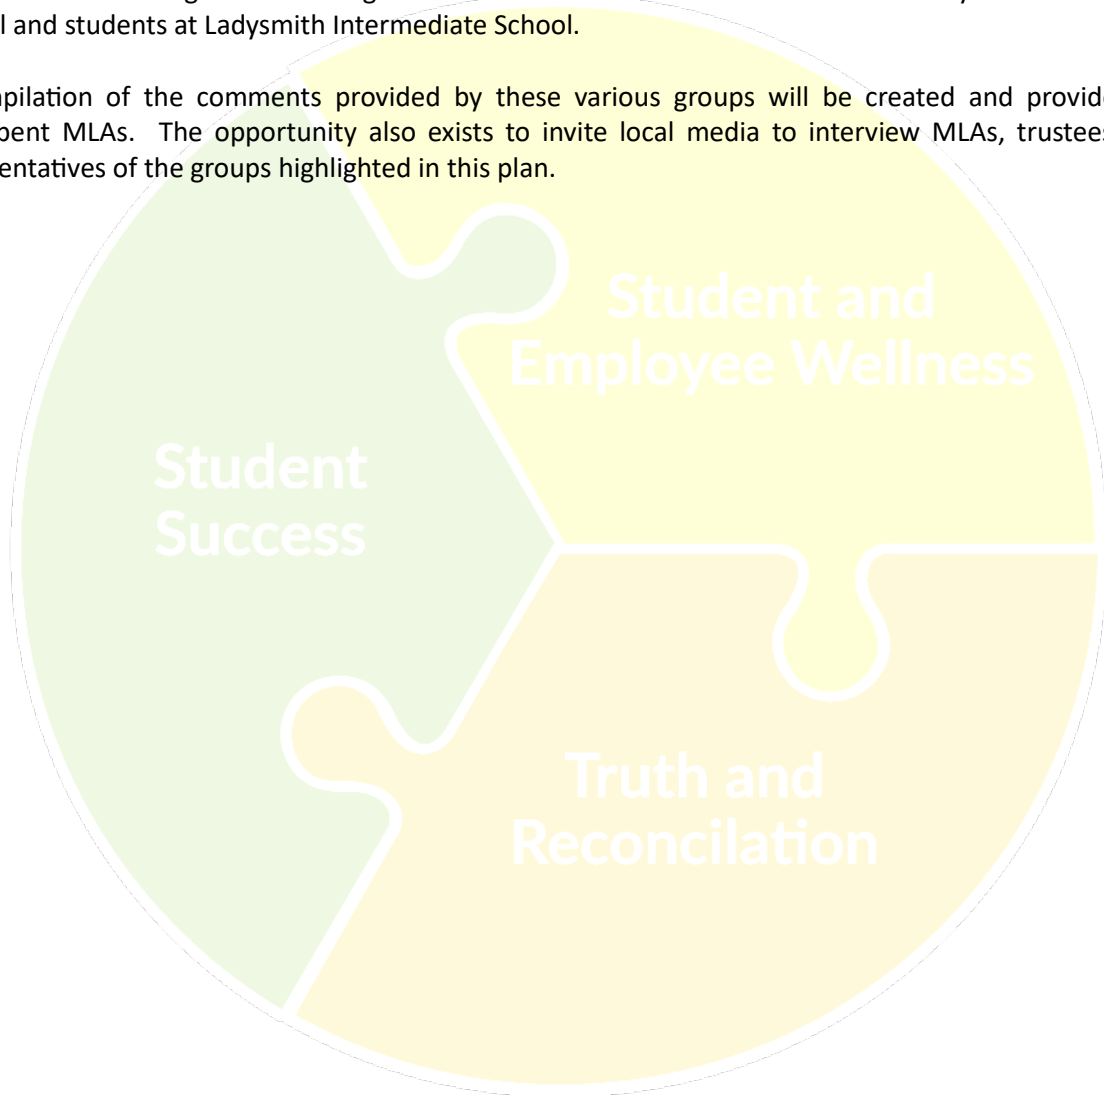 l and students at Ladysmith Intermediate School.
pilation of the comments provided by these various groups will be created and provid
bent MLAs. The opportunity also exists to invite local media to interview MLAs, trustees
entatives of the groups highlighted in this plan.
Student and
Employee Wellness
Student
Success
Truth and
Reconcilation